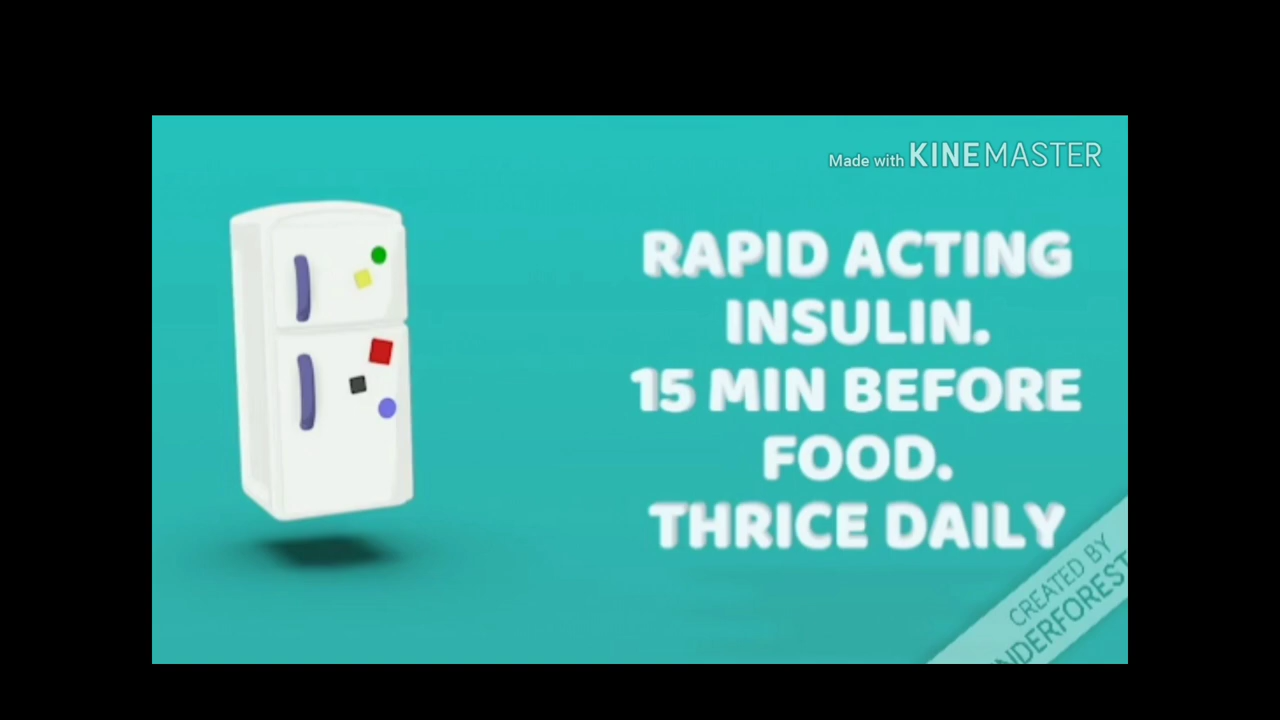 Made with KINEMASTER
RAPID ACTING
INSULIN.
15 MIN BEFORE
FOOD.
THRICE DAILY
CREATED BY